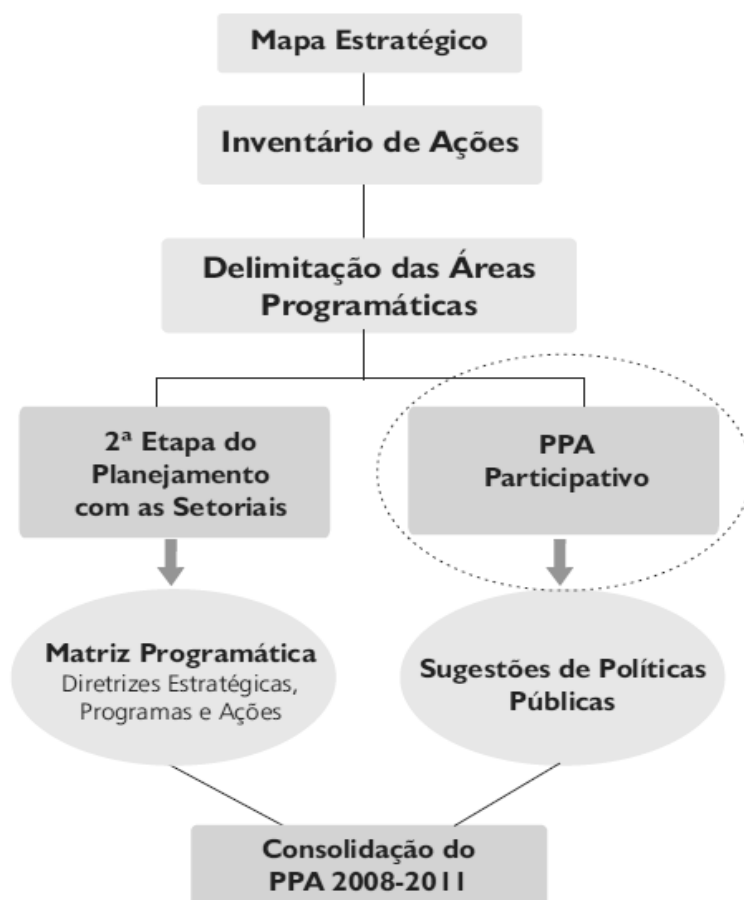 Mapa Estratégico
Inventário de Ações
Delimitação das Áreas
Programáticas
2ª Etapa do
Planejamento
com as Setoriais
PPA
Participativo
Matriz Programática
Diretrizes Estratégicas,
Programas e Ações
Sugestões de Políticas
Públicas
Consolidação do
PPA 2008-2011